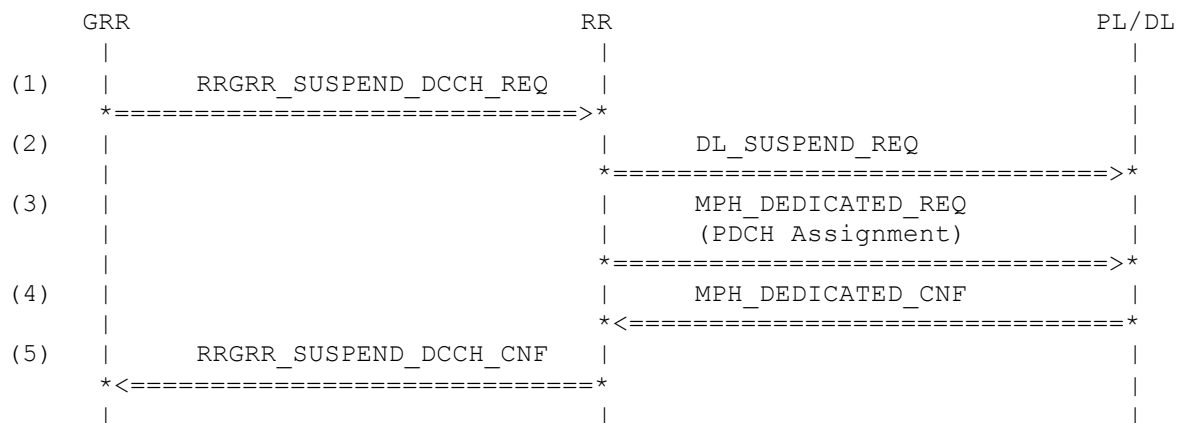 GRR RR PL/DL
| | |
(1) | RRGRR_SUSPEND_DCCH_REQ | |
*=============================>* |
(2) | | DL_SUSPEND_REQ |
| *===============================>*
(3) | | MPH_DEDICATED_REQ |
| | (PDCH Assignment) |
| *===============================>*
(4) | | MPH_DEDICATED_CNF |
| *<===============================*
(5) | RRGRR_SUSPEND_DCCH_CNF | |
*<=============================* |
| | |